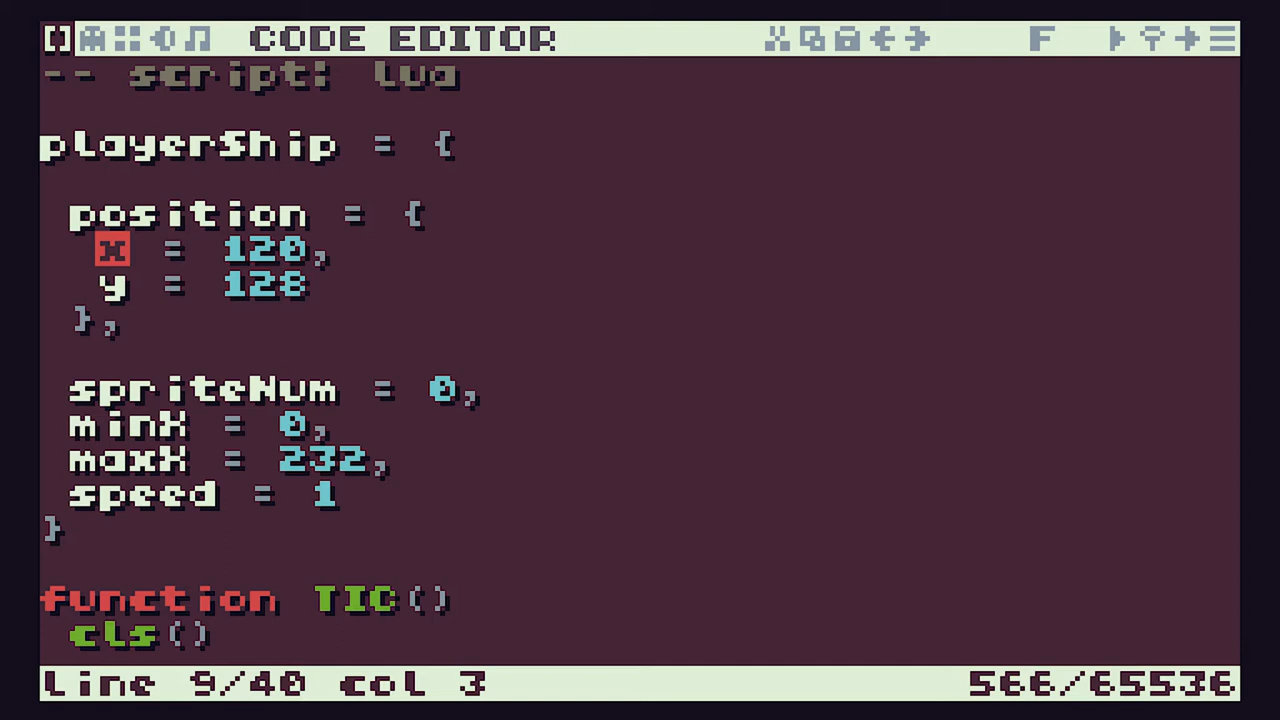 CODE EDITOR F
-- script: lua
playerShip = {
position = {
x = 120,
y = 128
},
spriteNum = 0,
minX = 0,
maxX = 232,
speed = 1
}
function TIC()
cls()
line 9/40 col 3 566/65536